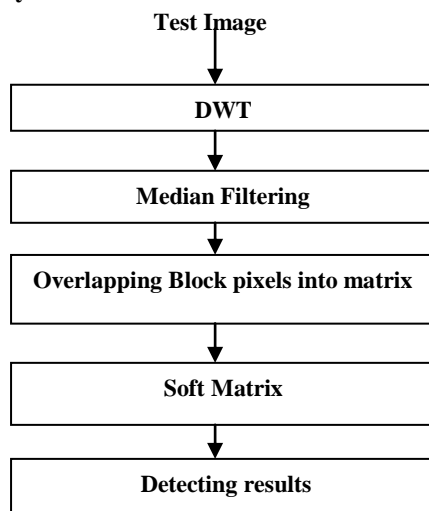 Test Image
DWT
Median Filtering
Overlapping Block pixels into matrix
Soft Matrix
Detecting results